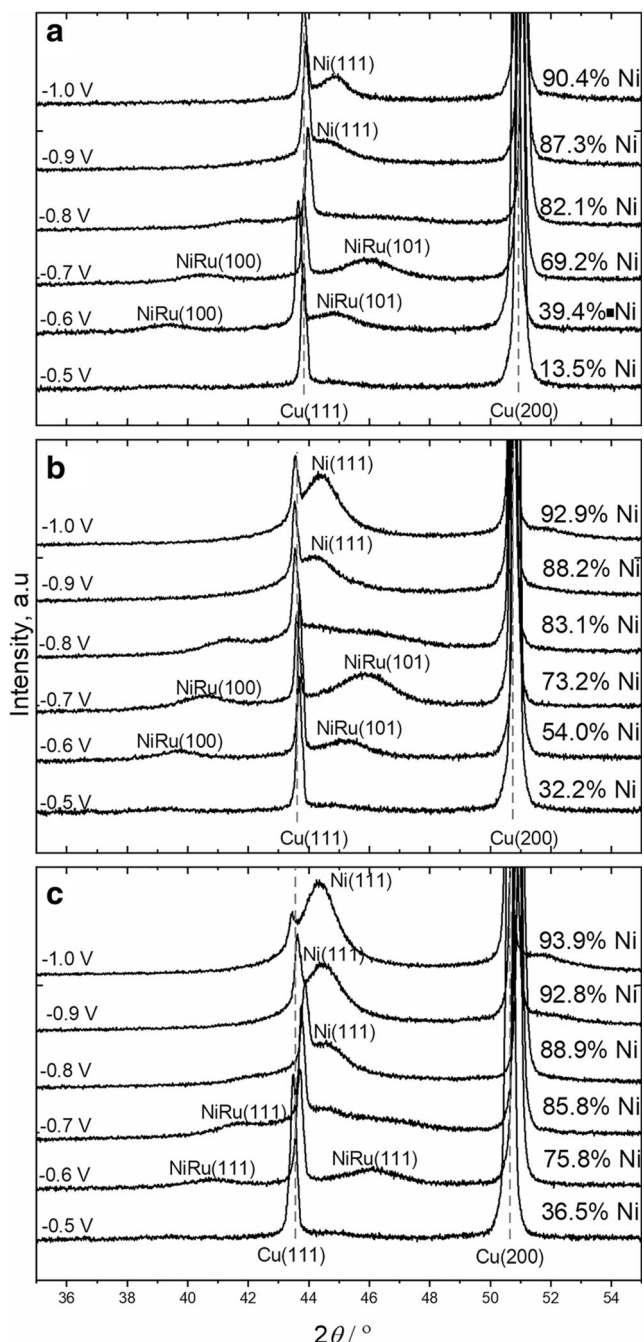 a
Ni(111)
-1.0 V
90.4% Ni
Ni(111)
-0.9 V
87.3% Ni
-0.8 V
82.1% Ni
NiRu(100)
NiRu(101)
-0.7 V
69.2% Ni
NiRu(100)
NiRu(101)
-0.6 V
39.4% Ni
-0.5 V
13.5% Ni
Cu(111)
Cu(200)
b
Ni(111)
-1.0 V
92.9% Ni
Ni(111)
-0.9 V
88.2% Ni
-0.8 V
83.1% Ni
NiRu(100)
NiRu(101)
-0.7 V
73.2% Ni
NiRu(100)
NiRu(101)
-0.6 V
54.0% Ni
-0.5 V
32.2% Ni
Cu(111)
Cu(200)
Intensity, a.u
c
Ni(111)
-1.0 V
93.9% Ni
Ni(111)
-0.9 V
92.8% Ni
Ni(111)
-0.8 V
88.9% Ni
NiRu(111)
-0.7 V
85.8% Ni
NiRu(111)
NiRu(111)
-0.6 V
75.8% Ni
-0.5 V
36.5% Ni
Cu(111)
Cu(200)
36 38 40 42 44 46 48 50 52 54
2θ / °